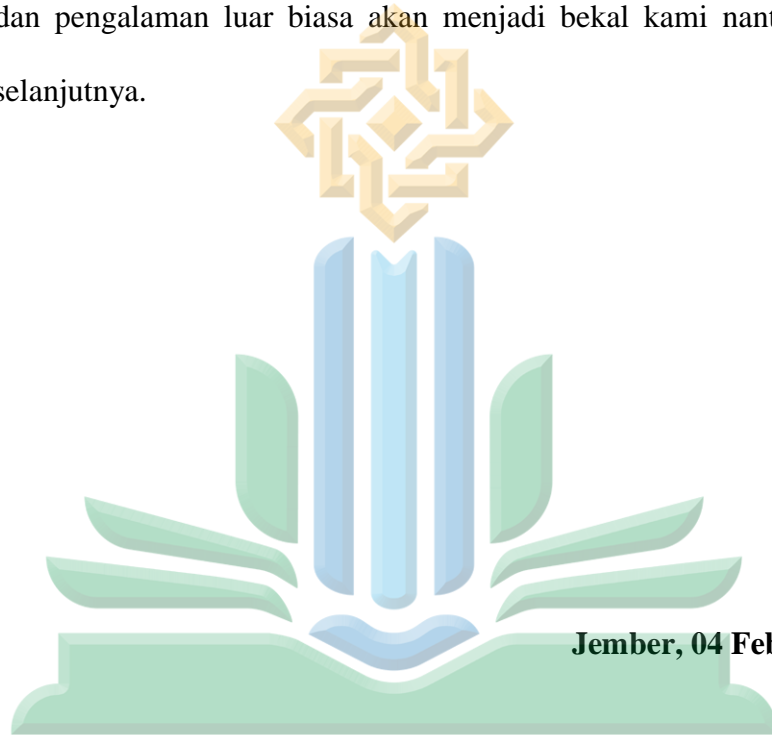 dan pengalaman luar biasa akan menjadi bekal kami nant
selanjutnya.
Jember, 04 Feb